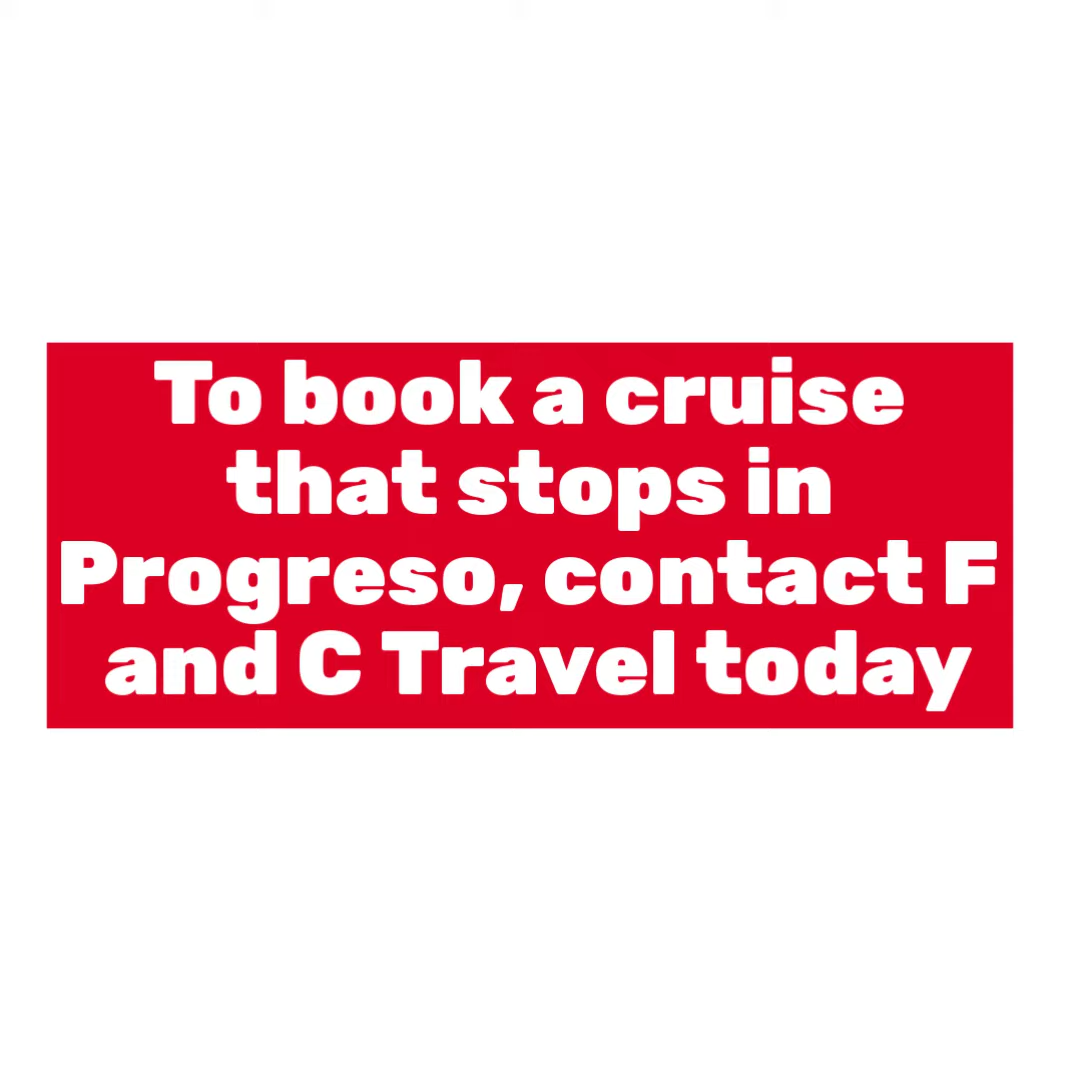 To book a cruise
that stops in
Progreso, contact F
and C Travel today